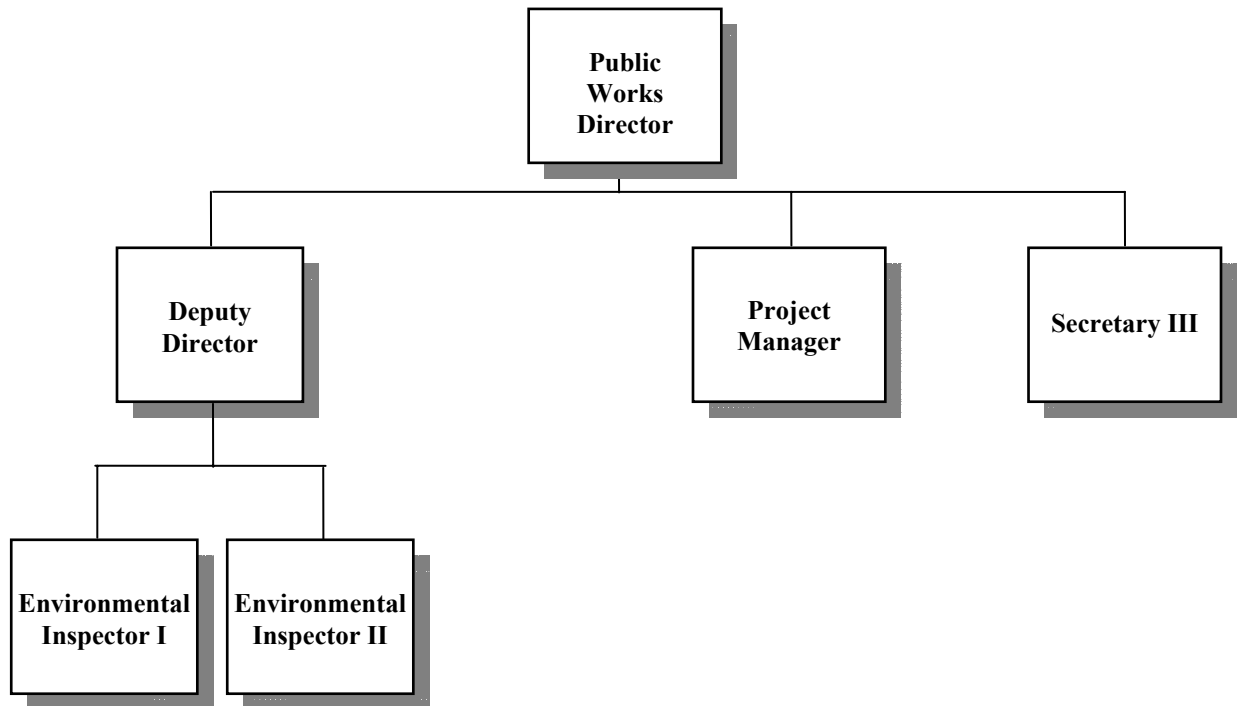 Public
Works
Director
Deputy
Director
Project
Manager
Secretary III
Environmental
Inspector I
Environmental
Inspector II